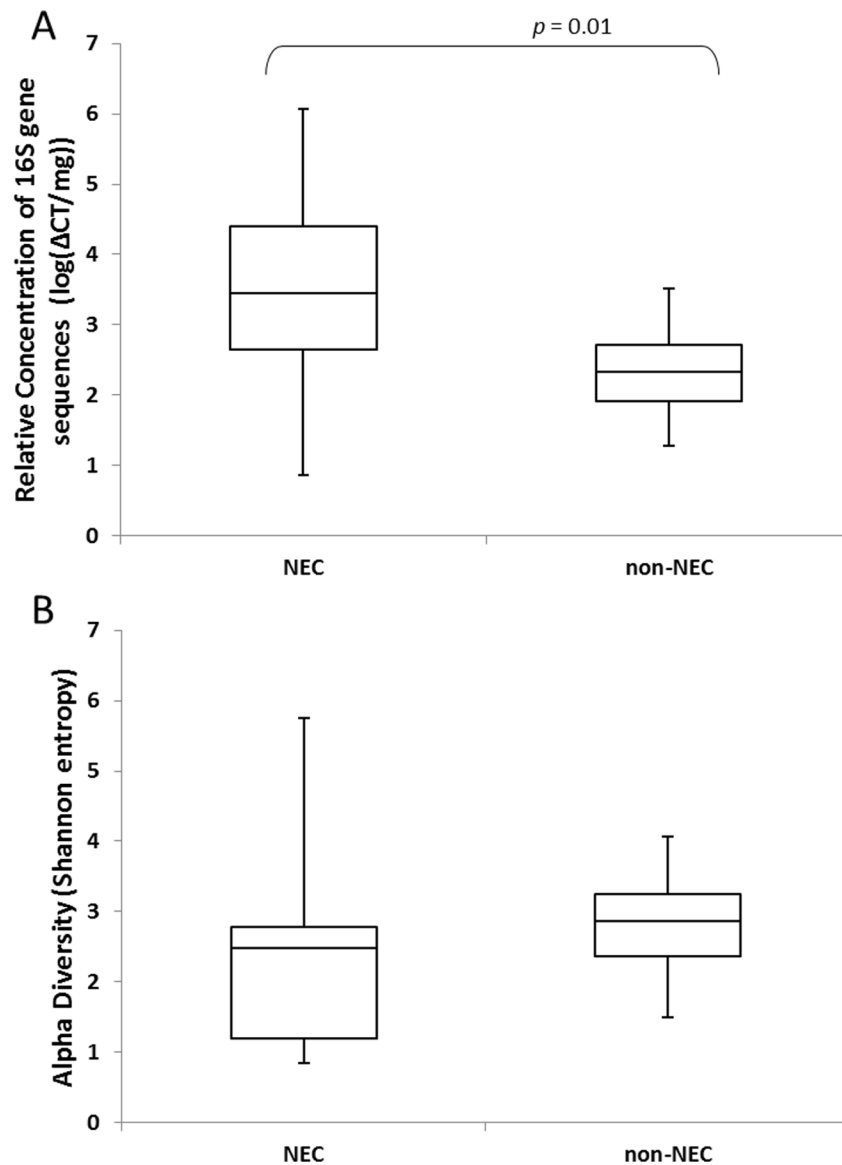 A
p = 0.01
Relative Concentration of 16S gene
sequences (log(ΔCT/mg))
7
6
5
4
3
2
1
0
NEC non-NEC
B
Alpha Diversity (Shannon entropy)
7
6
5
4
3
2
1
0
NEC non-NEC